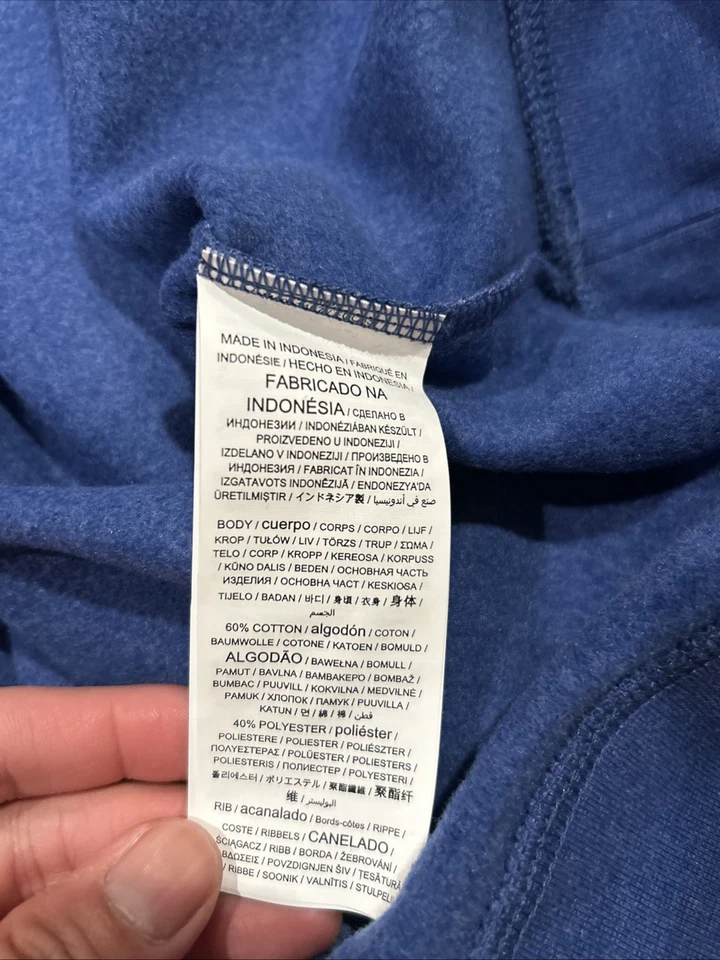 MADE IN INDONESIA / FABRIQUÉ EN
INDONÉSIE / HECHO EN INDONESIA /
FABRICADO NA
INDONÉSIA / СДЕЛАНО В
ИНДОНЕЗИИ / INDONÉZIÁBAN KÉSZÜLT /
PROIZVEDENO U INDONEZIJI /
IZDELANO V INDONEZIJI / ПРОИЗВЕДЕНО В
ИНДОНЕЗИЯ / FABRICAT ÎN INDONEZIA /
IZGATAVOTS INDONĒZIJĀ / ENDONEZYA'DA
ÜRETILMIŞTIR / インドネシア製 / صنع في أندونيسيا
BODY / cuerpo / CORPS / CORPO / LIJF /
KROP / TUŁÓW / LIV / TÖRZS / TRUP / ΣΩΜΑ /
TELO / CORP / KROPP / KEREOSA / KORPUSS
/ KŪNO DALIS / BEDEN / ОСНОВНАЯ ЧАСТЬ
ИЗДЕЛИЯ / ОСНОВНА ЧАСТ / KESKIOSA /
TIJELO / BADAN / 바디 / 身頃 / 衣身 / 身体 /
الجسم
60% COTTON / algodón / COTON /
BAUMWOLLE / COTONE / KATOEN / BOMULD /
ALGODÃO / BAWEŁNA / BOMULL /
PAMUT / BAVLNA / ΒΑΜΒΑΚΕΡΟ / BOMBAŽ /
BUMBAC / PUUVILL / KOKVILNA / MEDVILNĖ /
PAMUK / ХЛОПОК / ПАМУК / PUUVILLA /
KATUN / 면 / 綿 / 棉 / قطن /
40% POLYESTER / poliéster /
POLIESTERE / POLIESTER / POLIÉSZTER /
ΠΟΛΥΕΣΤΕΡΑΣ / POLÜESTER / POLIESTERS /
POLIESTERIS / ПОЛИЕСТЕР / POLYESTERI /
폴리에스터 / ポリエステル / 聚酯纖維 / 聚酯纤
维 / البوليستر /
RIB / acanalado / Bords-côtes / RIPPE /
COSTE / RIBBELS / CANELADO /
ŚCIĄGACZ / RIBB / BORDA / ŽEBROVÁNÍ /
ΡΑΒΔΩΣΕΙΣ / POVZDIGNJEN ŠIV / ȚESĂTURĂ
/ RIBBE / SOONIK / VALNĪTIS / STULPELI